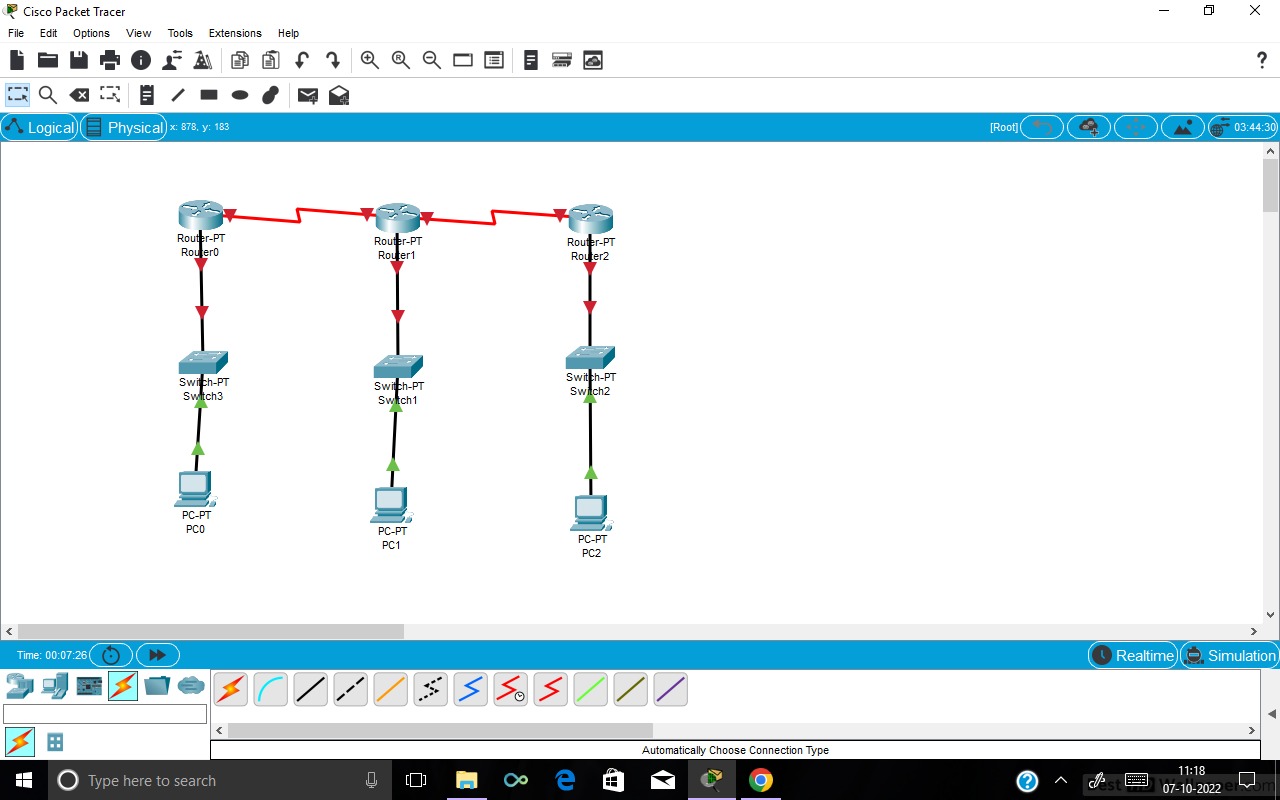 Cisco Packet Tracer
File Edit Options View Tools Extensions Help
Logical Physical x: 878, y: 183 [Root] 03:44:30
Router-PT
Router0
Router-PT
Router1
Router-PT
Router2
Switch-PT
Switch3
Switch-PT
Switch1
Switch-PT
Switch2
PC-PT
PC0
PC-PT
PC1
PC-PT
PC2
Time: 00:07:26 Realtime Simulation
Automatically Choose Connection Type
Type here to search
11:18
07-10-2022